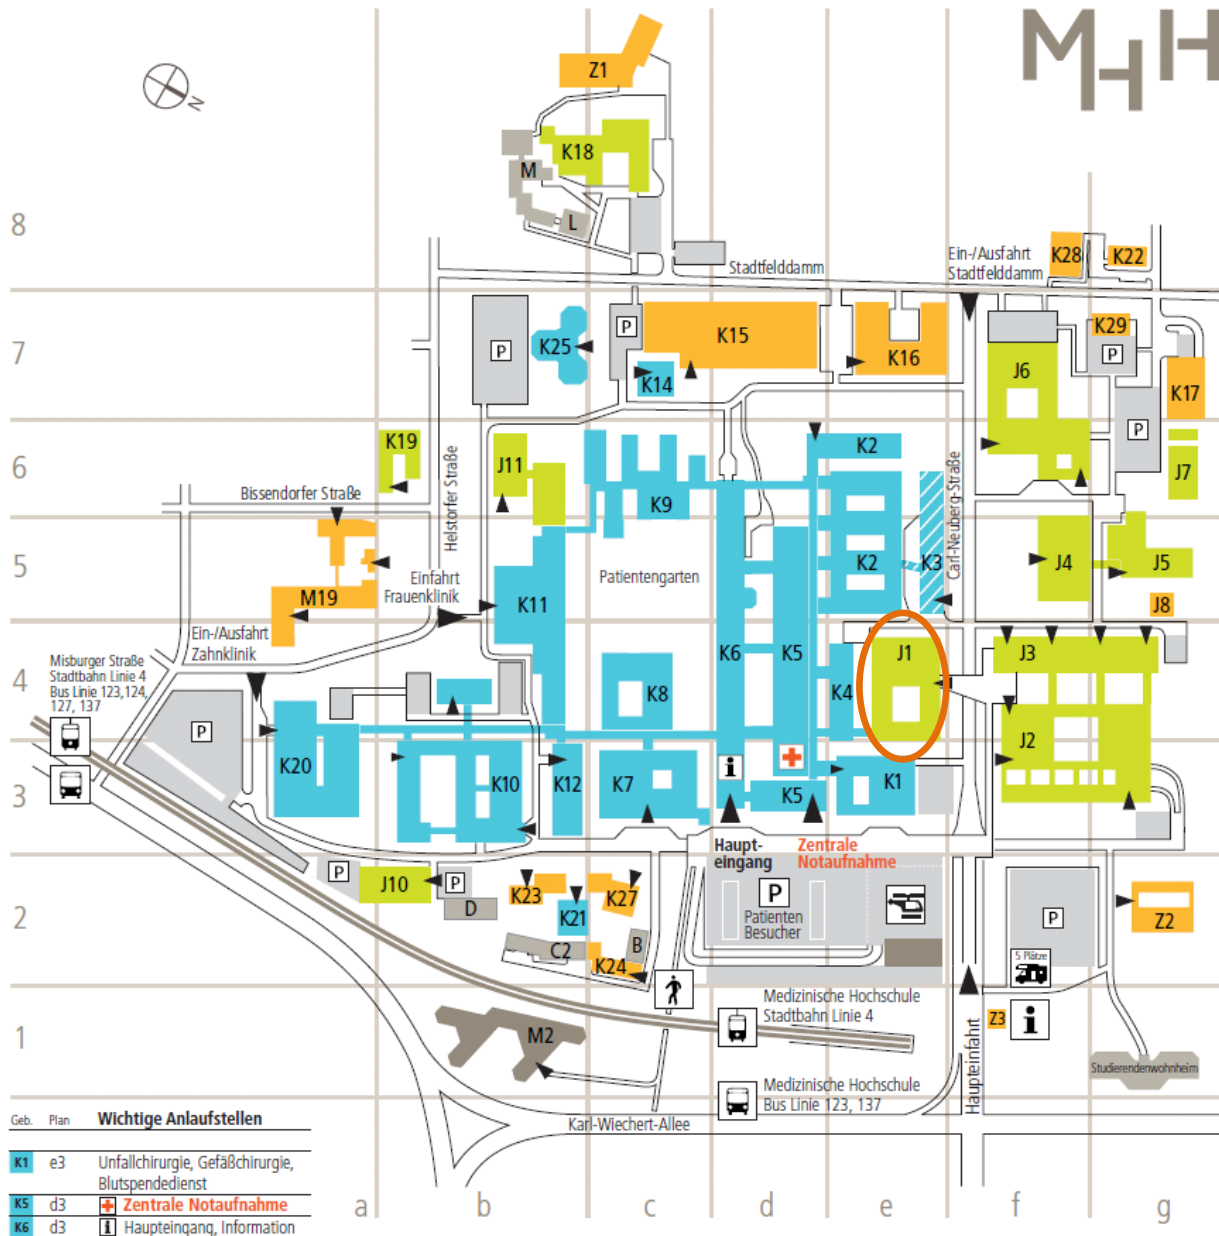 MHH
N
Z1
K18
M
L
8
Stadtfelddamm
Ein-/Ausfahrt
Stadtfelddamm
K28
K22
7
P
K25
P
K15
K14
K16
J6
K29
P
K17
P
6
K19
J11
K9
K2
J7
Bissendorfer Straße
Helstorfer Straße
Carl-Neuberg-Straße
5
M19
Einfahrt
Frauenklinik
K11
Patientengarten
K2
K3
J4
J5
J8
Ein-/Ausfahrt
Zahnklinik
4
Misburger Straße
Stadtbahn Linie 4
Bus Linie 123,124,
127, 137
P
K8
K6
K5
K4
J1
J3
J2
3
K20
K10
K12
K7
i
K5
K1
Haupt-
eingang
Zentrale
Notaufnahme
2
P
J10
P
D
K23
K21
K27
C2
B
K24
P
Patienten
Besucher
P
5 Plätze
Z2
1
M2
Medizinische Hochschule
Stadtbahn Linie 4
Haupteinfahrt
Z3
i
Studierendenwohnheim
Medizinische Hochschule
Bus Linie 123, 137
Karl-Wiechert-Allee
a
b
c
d
e
f
g
Geb. Plan Wichtige Anlaufstellen
K1 e3 Unfallchirurgie, Gefäßchirurgie,
Blutspendedienst
K5 d3 Zentrale Notaufnahme
K6 d3 i Haupteingang, Information